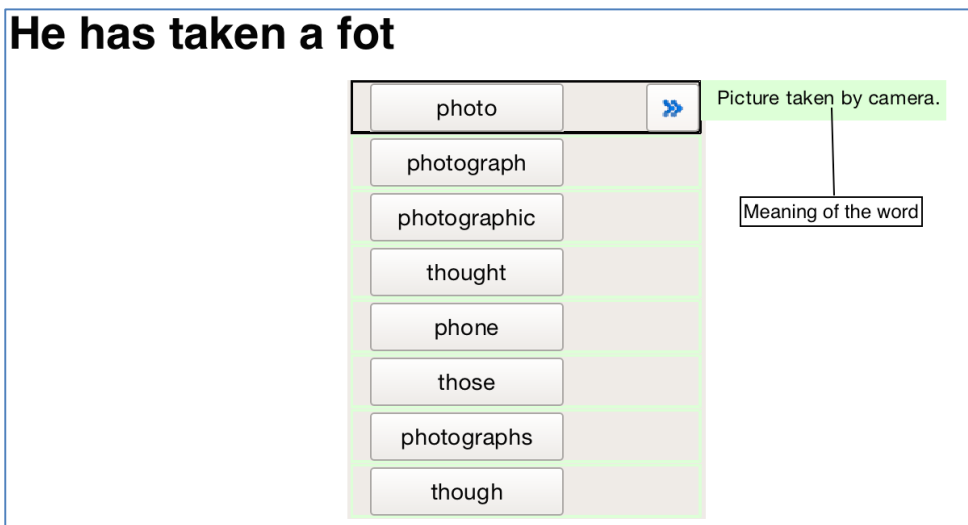 He has taken a fot
photo
»
Picture taken by camera.
photograph
Meaning of the word
photographic
thought
phone
those
photographs
though